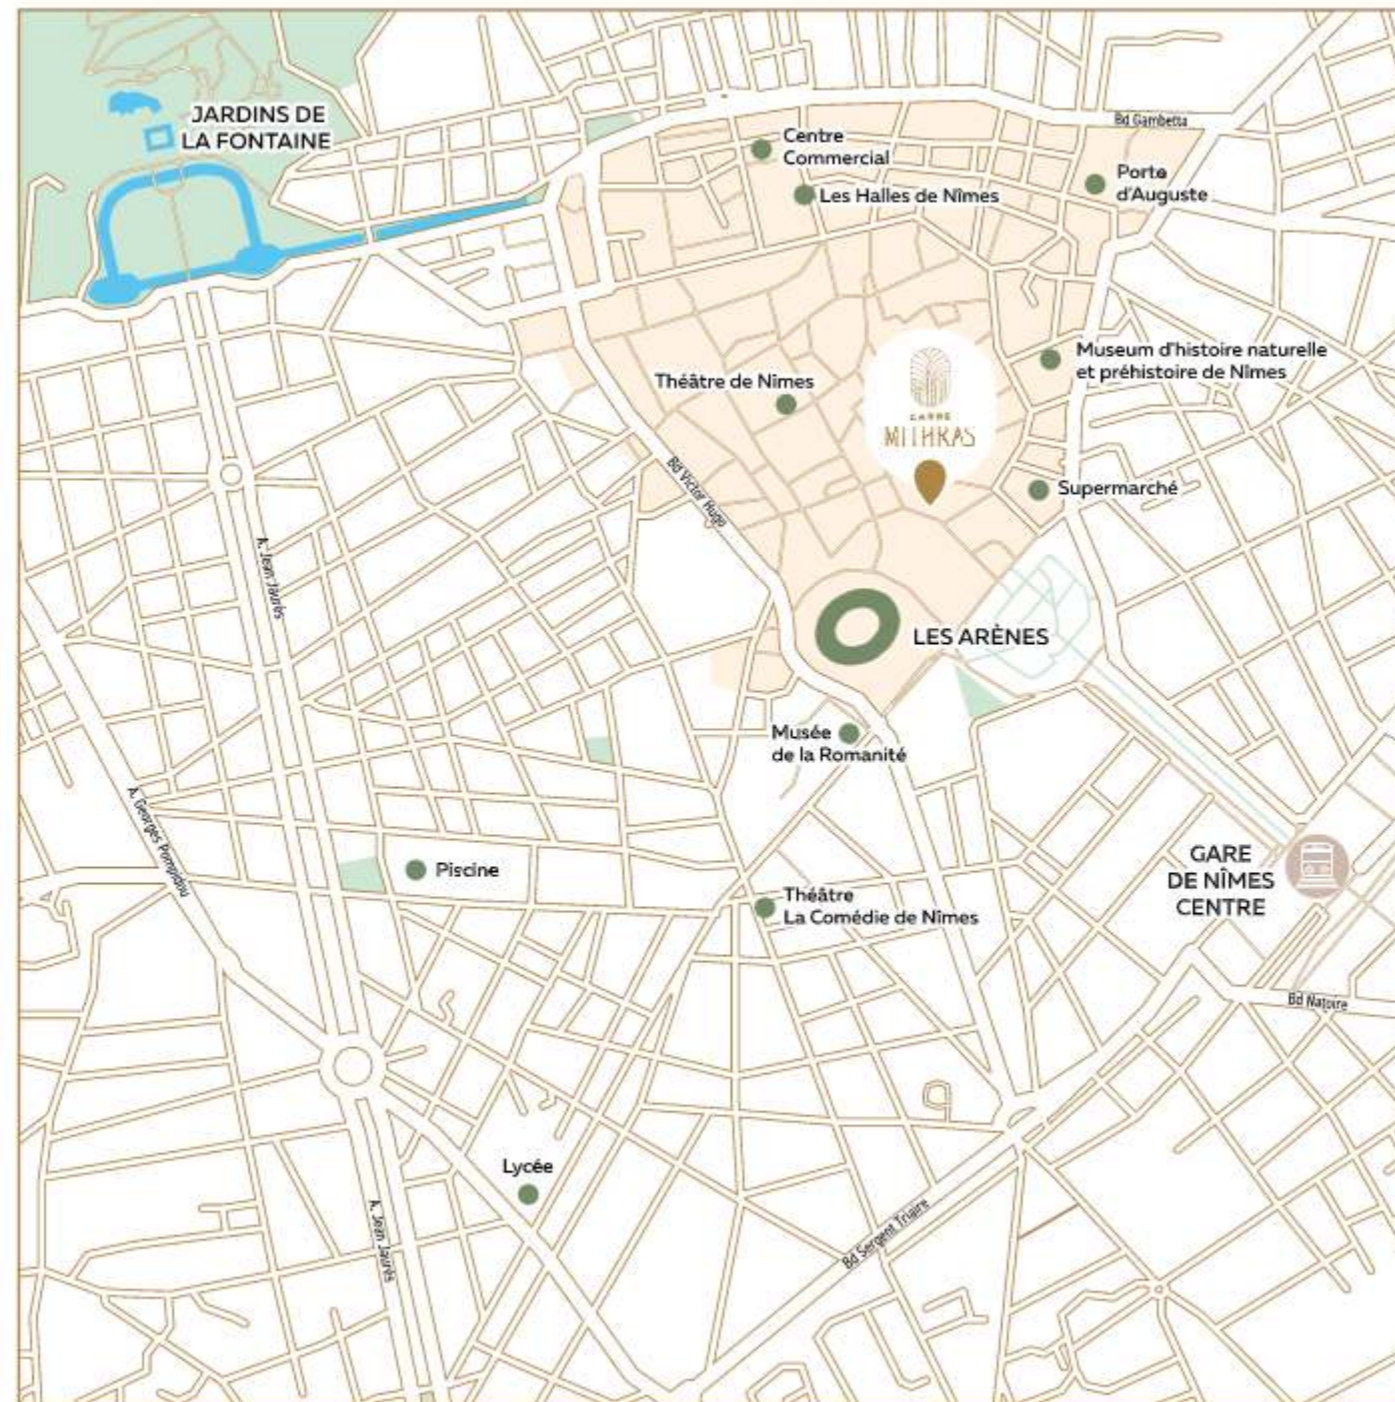 JARDINS DE
LA FONTAINE
Bd Gambetta
Centre
Commercial
Les Halles de Nîmes
Porte
d'Auguste
Museum d'histoire naturelle
et préhistoire de Nîmes
Théâtre de Nîmes
CARRE
MITHRAS
Supermarché
Bd Victor Hugo
A. Jean Jaurès
LES ARÈNES
Musée
de la Romanité
A. Georges Pompidou
Piscine
Théâtre
La Comédie de Nîmes
GARE
DE NÎMES
CENTRE
Bd Natoire
Lycée
A. Jean Jaurès
Bd Sergent Triaire